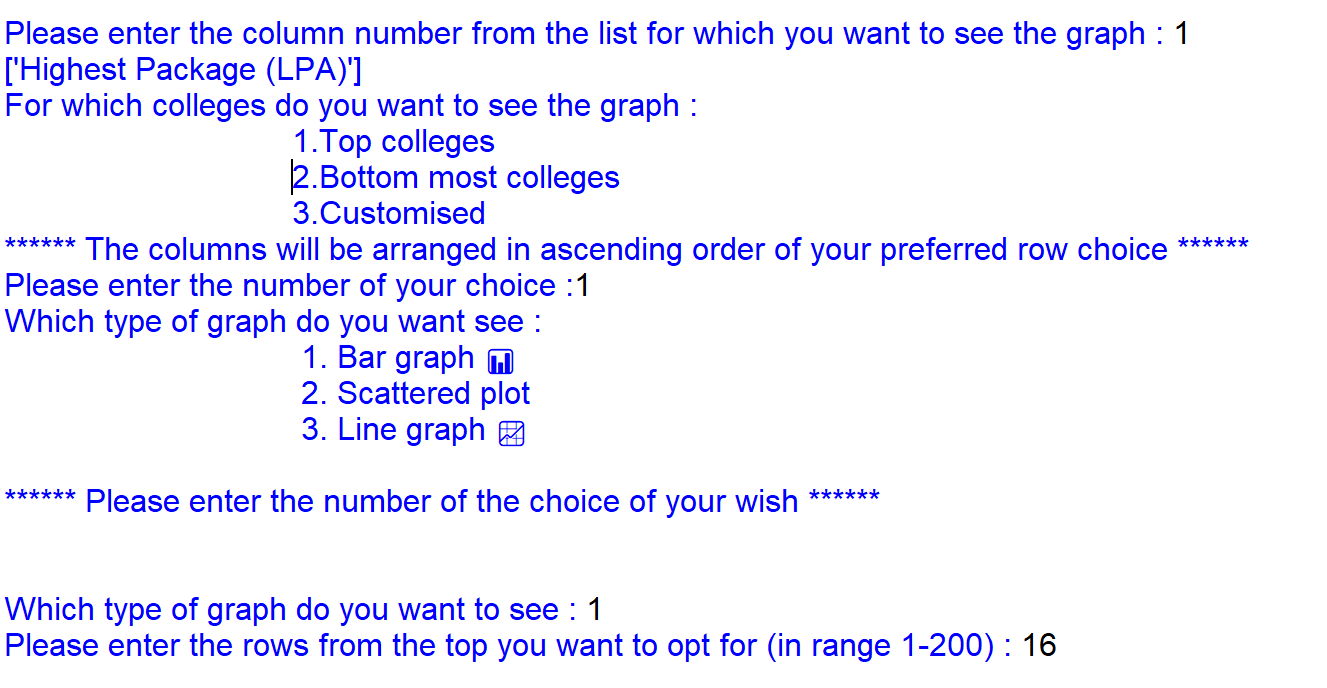 Please enter the column number from the list for which you want to see the graph : 1
['Highest Package (LPA)']
For which colleges do you want to see the graph :
1.Top colleges
2.Bottom most colleges
3.Customised
****** The columns will be arranged in ascending order of your preferred row choice ******
Please enter the number of your choice :1
Which type of graph do you want see :
1. Bar graph 📊
2. Scattered plot
3. Line graph 📈
****** Please enter the number of the choice of your wish ******
Which type of graph do you want to see : 1
Please enter the rows from the top you want to opt for (in range 1-200) : 16